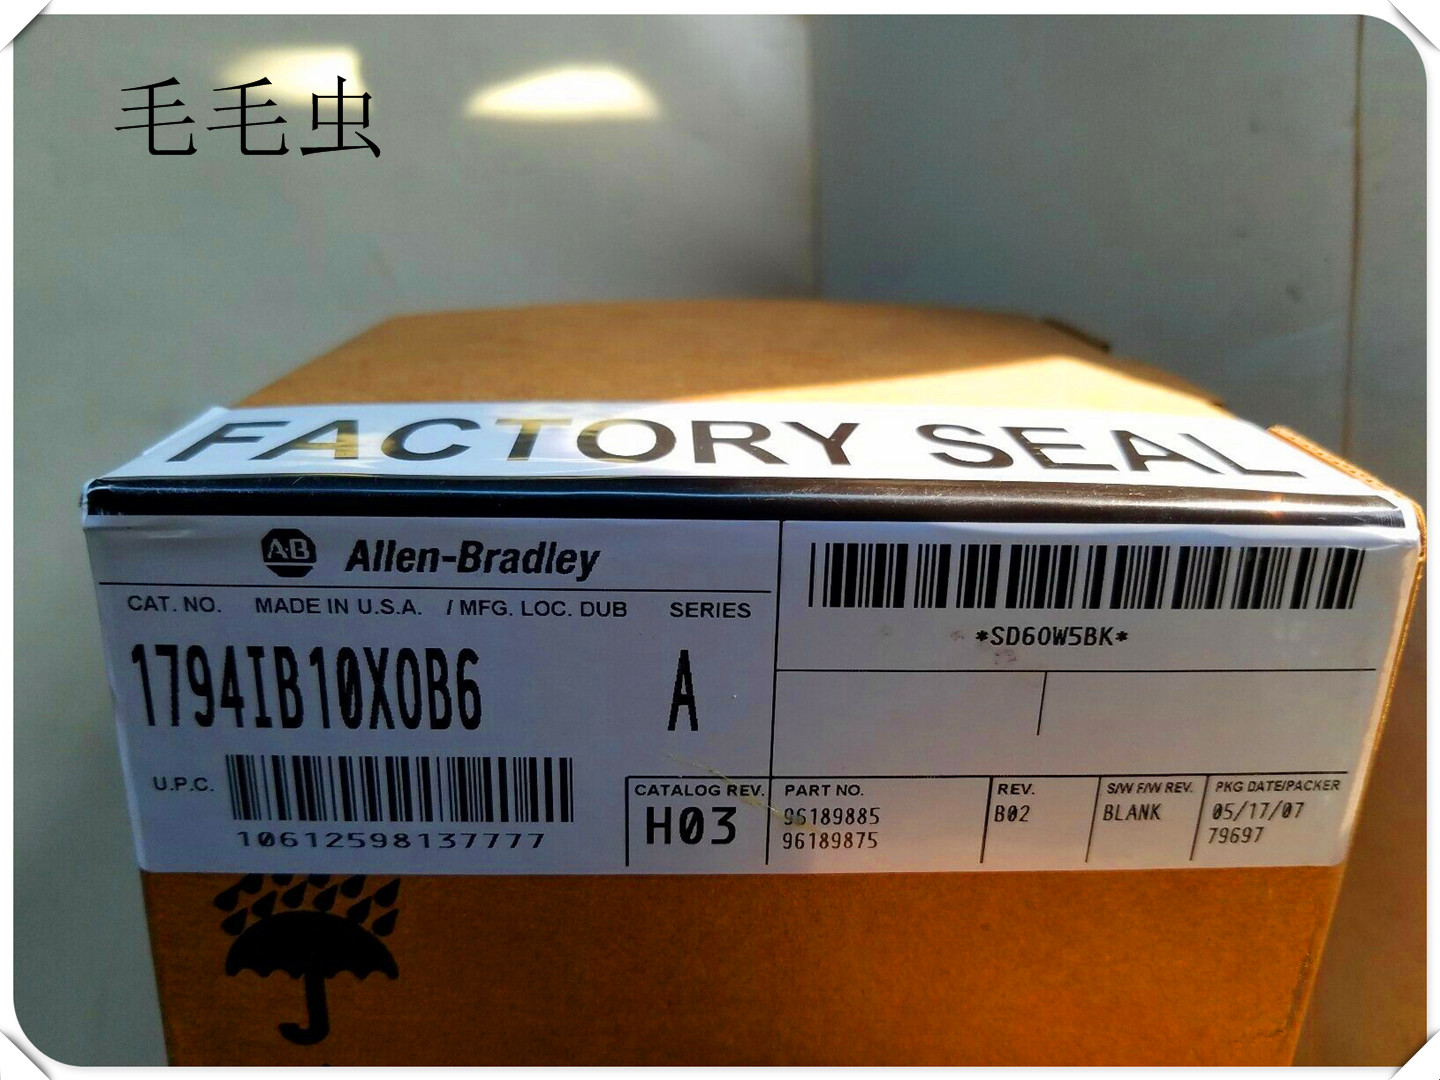 毛毛虫
FACTORY SEAL
A·B Allen-Bradley
CAT. NO. MADE IN U.S.A. / MFG. LOC. DUB SERIES
1794IB10XOB6 A
U.P.C.
10612598137777
*SD60W5BK*
CATALOG REV.
H03
PART NO.
96189885
96189875
REV.
B02
S/W F/W REV.
BLANK
PKG DATE/PACKER
05/17/07
79697